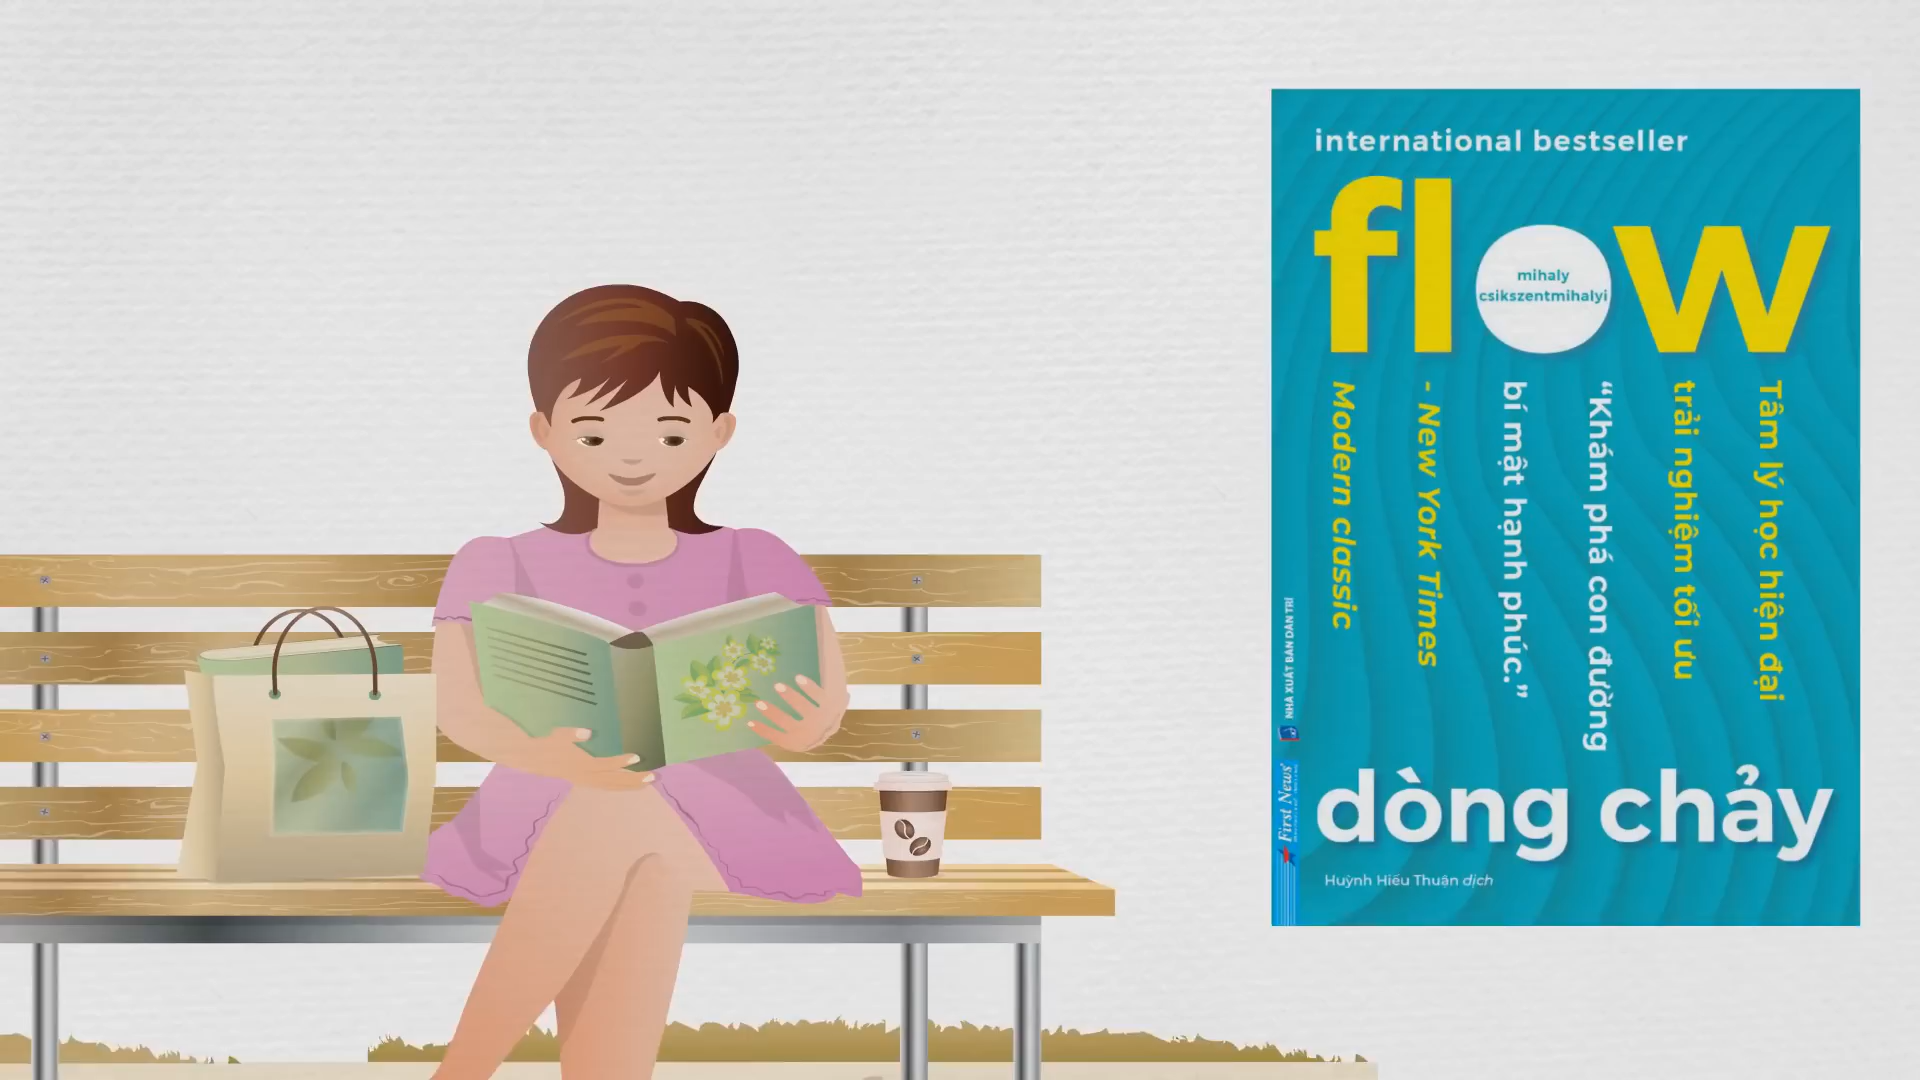 international bestseller
flow
mihaly
csikszentmihalyi
Tâm lý học hiện đại
trải nghiệm tối ưu
“Khám phá con đường
bí mật hạnh phúc.”
- New York Times
Modern classic
dòng chảy
Huỳnh Hiếu Thuận dịch
NHÀ XUẤT BẢN DÂN TRÍ
First News